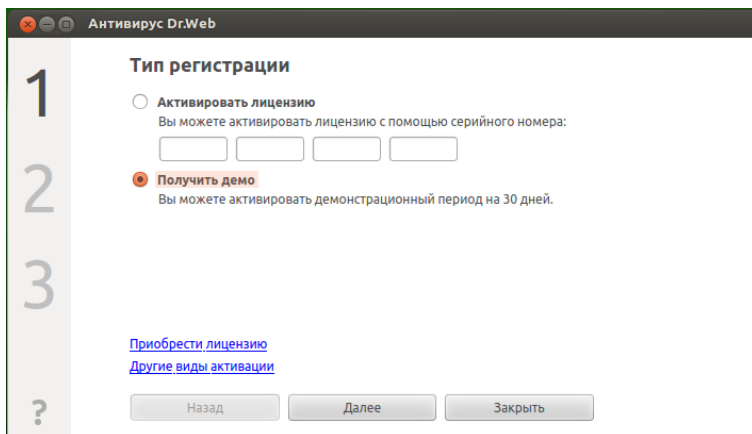 Антивирус Dr.Web
1
Тип регистрации
Активировать лицензию
Вы можете активировать лицензию с помощью серийного номера:
2
Получить демо
Вы можете активировать демонстрационный период на 30 дней.
3
Приобрести лицензию
Другие виды активации
?
Назад Далее Закрыть